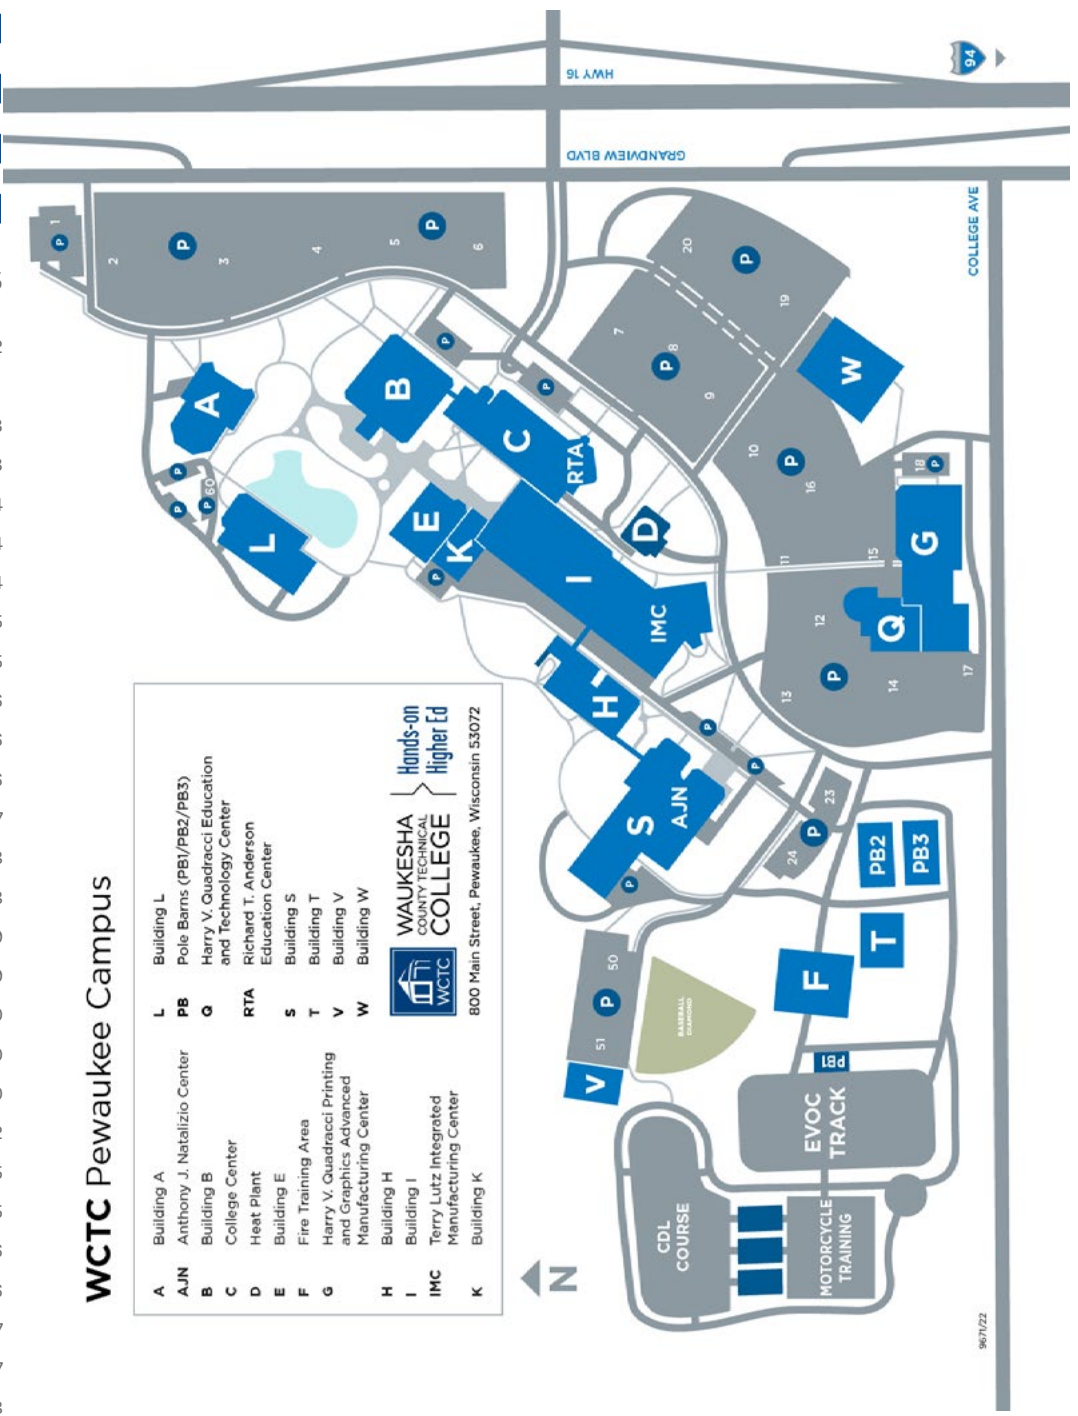 WCTC Pewaukee Campus
A Building A
AJN Anthony J. Natalizio Center
B Building B
C College Center
D Heat Plant
E Building E
F Fire Training Area
G Harry V. Quadracci Printing
and Graphics Advanced
Manufacturing Center
H Building H
I Building I
IMC Terry Lutz Integrated
Manufacturing Center
K Building K
L Building L
PB Pole Barns (PB1/PB2/PB3)
Q Harry V. Quadracci Education
and Technology Center
RTA Richard T. Anderson
Education Center
S Building S
T Building T
V Building V
W Building W
WCTC
WAUKESHA
COUNTY TECHNICAL
COLLEGE
Hands-on
Higher Ed
800 Main Street, Pewaukee, Wisconsin 53072
N
HWY 16
94
GRANDVIEW BLVD
COLLEGE AVE
P
1
2
P
3
4
5
P
6
A
P
P
P
60
L
B
P
P
C
RTA
E
K
P
D
I
IMC
H
S
AJN
P
P
P
20
P
19
7
8
P
9
W
10
P
16
11
15
18
P
G
Q
12
P
13
14
17
23
P
24
PB2
PB3
T
F
PB1
50
P
51
V
BASEBALL
DIAMOND
EVOC
TRACK
CDL
COURSE
MOTORCYCLE
TRAINING
9671/22